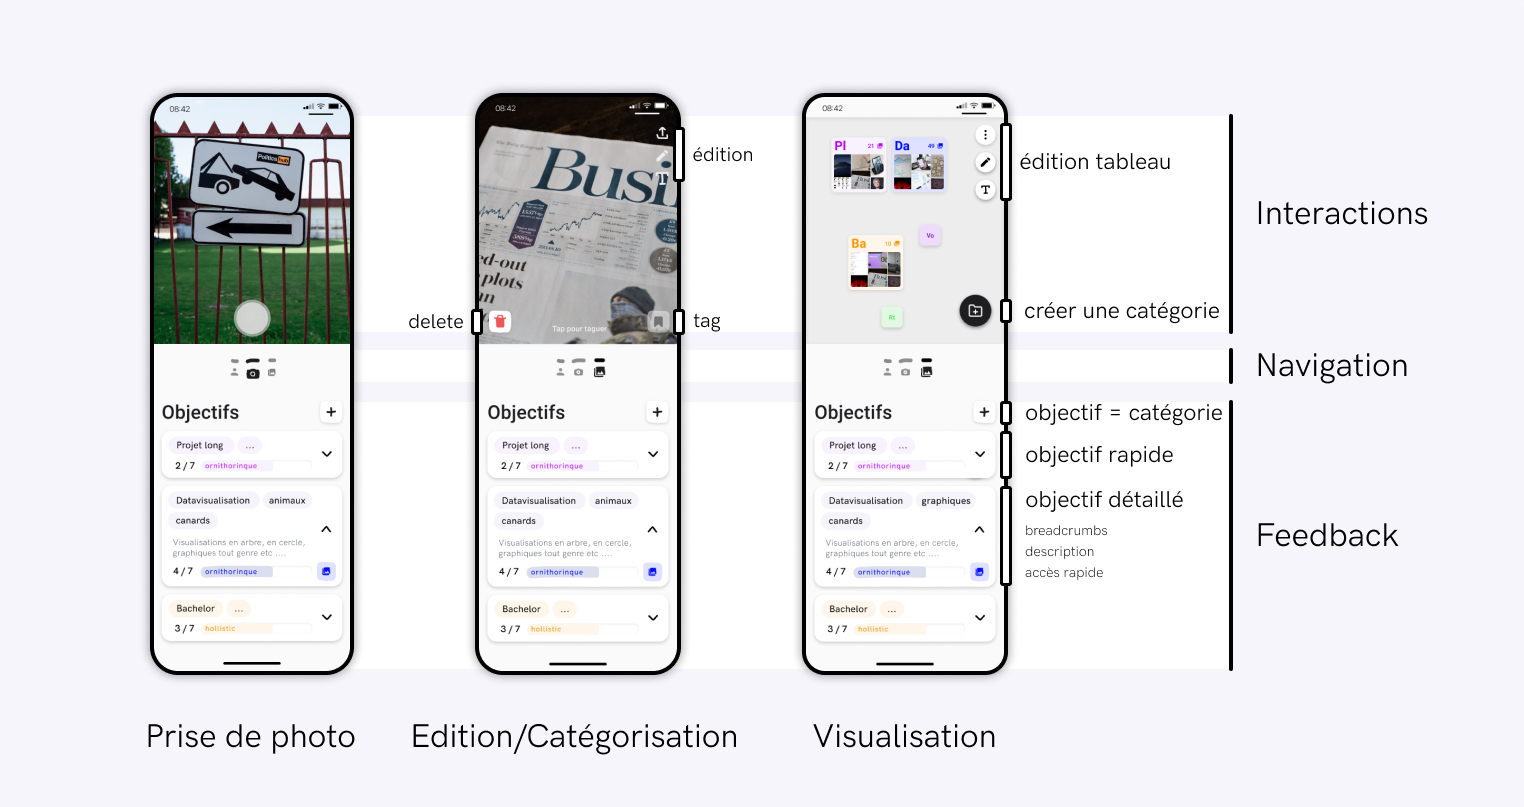 08:42
Politics hub
Objectifs
+
Projet long
...
2 / 7
ornithorinque
Datavisualisation
animaux
canards
Visualisations en arbre, en cercle,
graphiques tout genre etc ....
4 / 7
ornithorinque
Bachelor
...
3 / 7
hollistic
Prise de photo
08:42
Busi
ed-out
plots
un
T
Tap pour taguer
édition
delete
tag
Objectifs
+
Projet long
...
2 / 7
ornithorinque
Datavisualisation
animaux
canards
Visualisations en arbre, en cercle,
graphiques tout genre etc ....
4 / 7
ornithorinque
Bachelor
...
3 / 7
hollistic
Edition/Catégorisation
08:42
Pl
21
Da
49
T
Vo
Ba
10
Rt
édition tableau
créer une catégorie
Objectifs
+
Projet long
...
2 / 7
ornithorinque
Datavisualisation
graphiques
canards
Visualisations en arbre, en cercle,
graphiques tout genre etc ....
4 / 7
ornithorinque
Bachelor
...
3 / 7
hollistic
objectif = catégorie
objectif rapide
objectif détaillé
breadcrumbs
description
accès rapide
Visualisation
Interactions
Navigation
Feedback